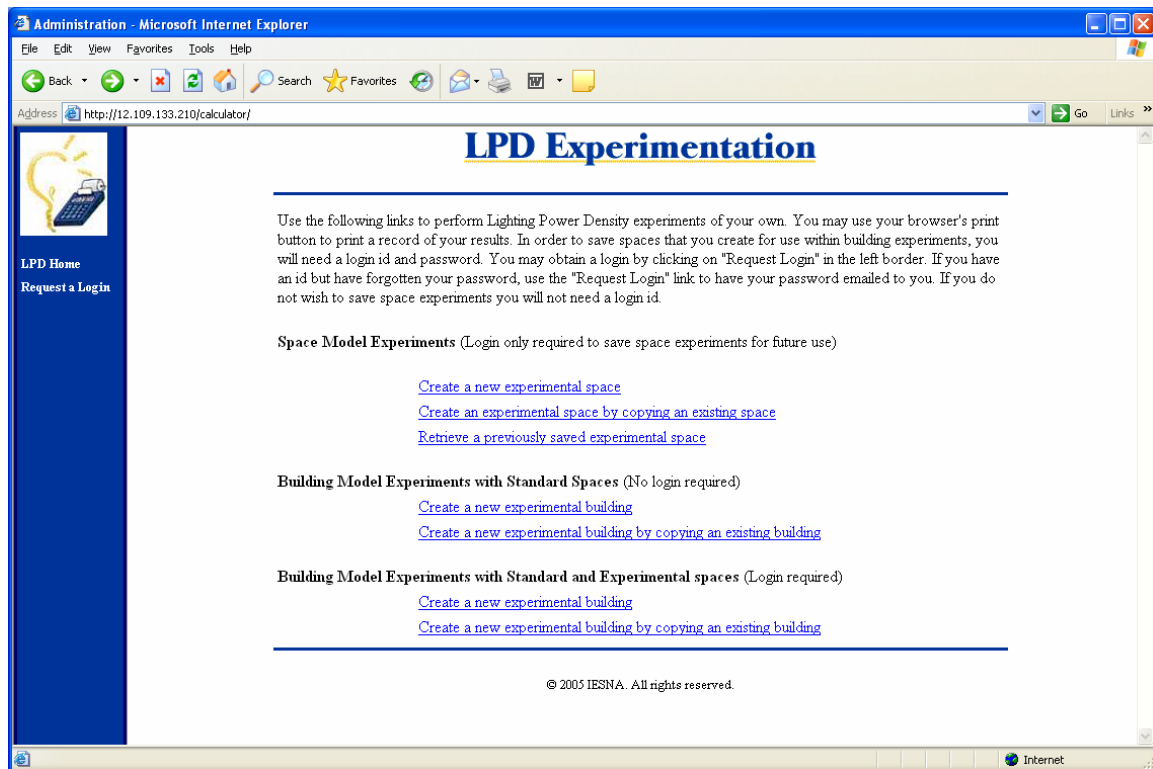 Administration - Microsoft Internet Explorer
File Edit View Favorites Tools Help
Back Search Favorites
Address http://12.109.133.210/calculator/ Go Links »
LPD Experimentation
LPD Home
Request a Login
Use the following links to perform Lighting Power Density experiments of your own. You may use your browser's print
button to print a record of your results. In order to save spaces that you create for use within building experiments, you
will need a login id and password. You may obtain a login by clicking on "Request Login" in the left border. If you have
an id but have forgotten your password, use the "Request Login" link to have your password emailed to you. If you do
not wish to save space experiments you will not need a login id.
Space Model Experiments (Login only required to save space experiments for future use)
Create a new experimental space
Create an experimental space by copying an existing space
Retrieve a previously saved experimental space
Building Model Experiments with Standard Spaces (No login required)
Create a new experimental building
Create a new experimental building by copying an existing building
Building Model Experiments with Standard and Experimental spaces (Login required)
Create a new experimental building
Create a new experimental building by copying an existing building
© 2005 IESNA. All rights reserved.
Internet